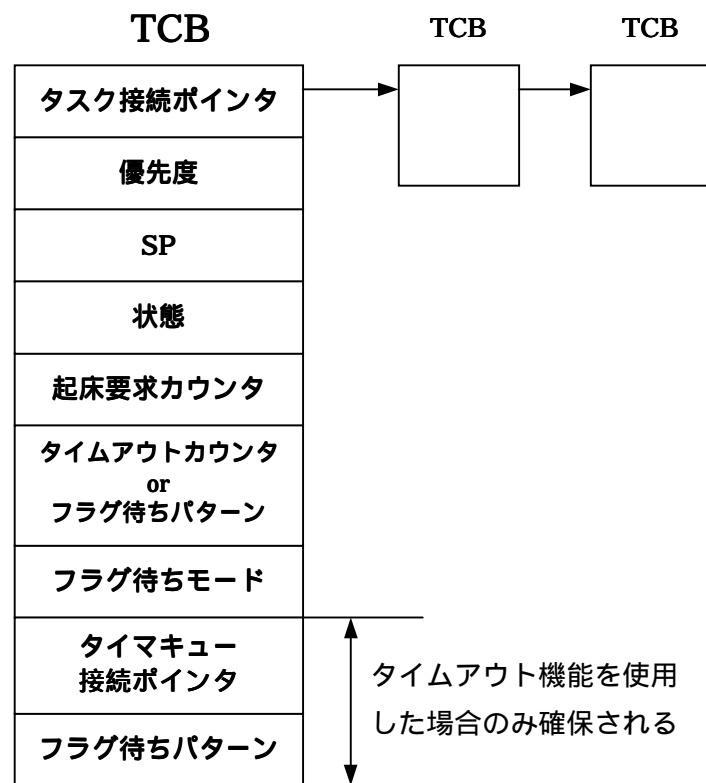 TCB
TCB
TCB
タスク接続ポインタ
優先度
SP
状態
起床要求カウンタ
タイムアウトカウンタ
or
フラグ待ちパターン
フラグ待ちモード
タイマキュー
接続ポインタ
タイムアウト機能を使用
した場合のみ確保される
フラグ待ちパターン